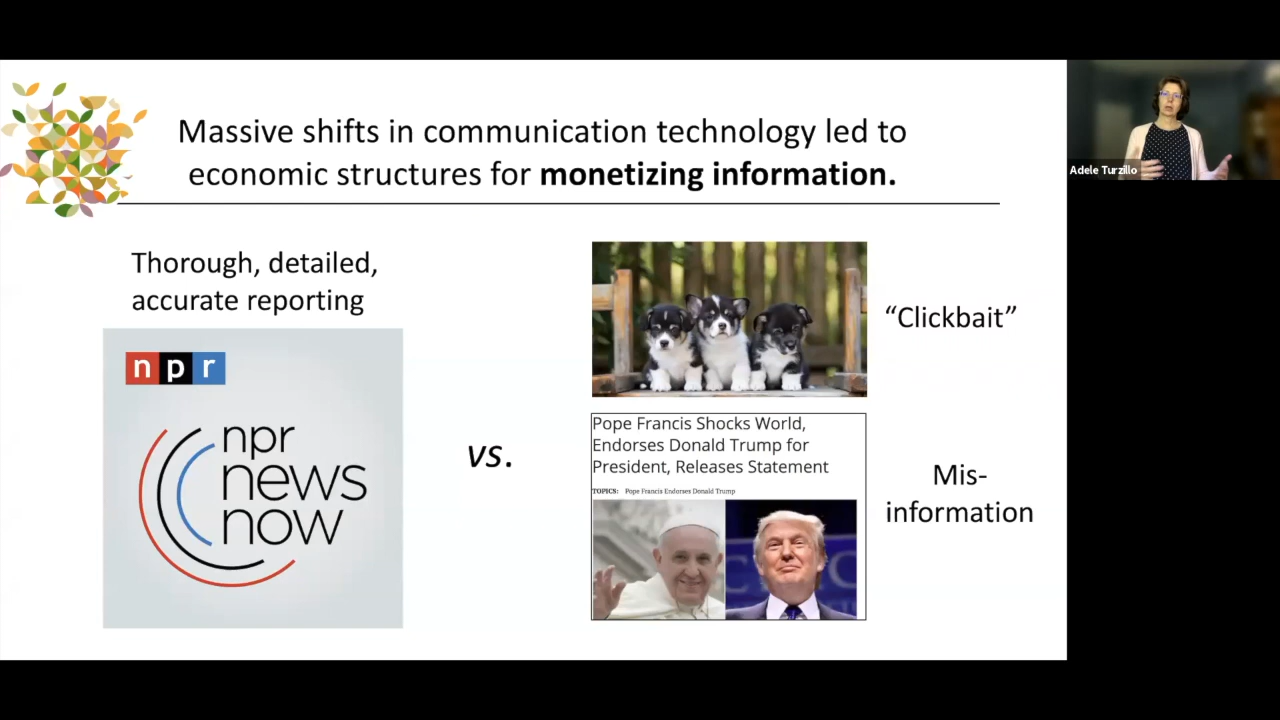 Massive shifts in communication technology led to
economic structures for monetizing information.
Adele Turzillo
Thorough, detailed,
accurate reporting
npr
npr
news
now
vs.
“Clickbait”
Pope Francis Shocks World,
Endorses Donald Trump for
President, Releases Statement
TOPICS: Pope Francis Endorses Donald Trump
Mis-
information